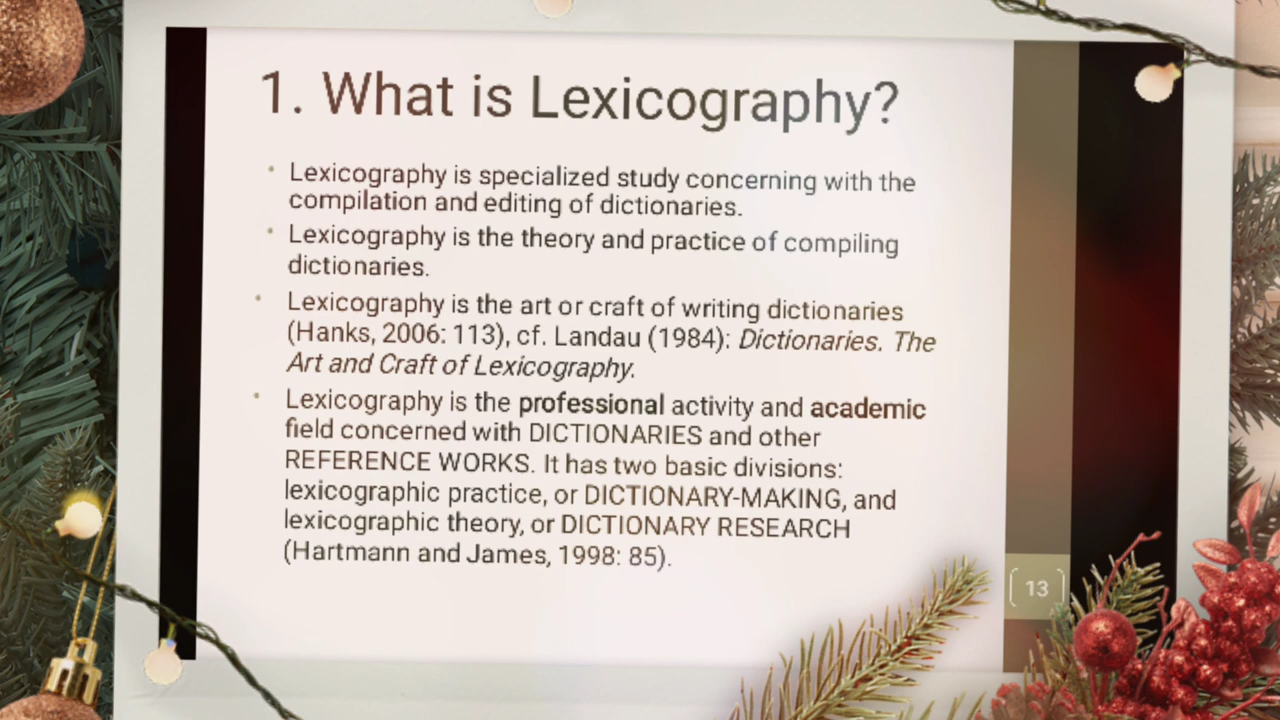 1. What is Lexicography?
• Lexicography is specialized study concerning with the
compilation and editing of dictionaries.
• Lexicography is the theory and practice of compiling
dictionaries.
• Lexicography is the art or craft of writing dictionaries
(Hanks, 2006: 113), cf. Landau (1984): Dictionaries. The
Art and Craft of Lexicography.
• Lexicography is the professional activity and academic
field concerned with DICTIONARIES and other
REFERENCE WORKS. It has two basic divisions:
lexicographic practice, or DICTIONARY-MAKING, and
lexicographic theory, or DICTIONARY RESEARCH
(Hartmann and James, 1998: 85).
13